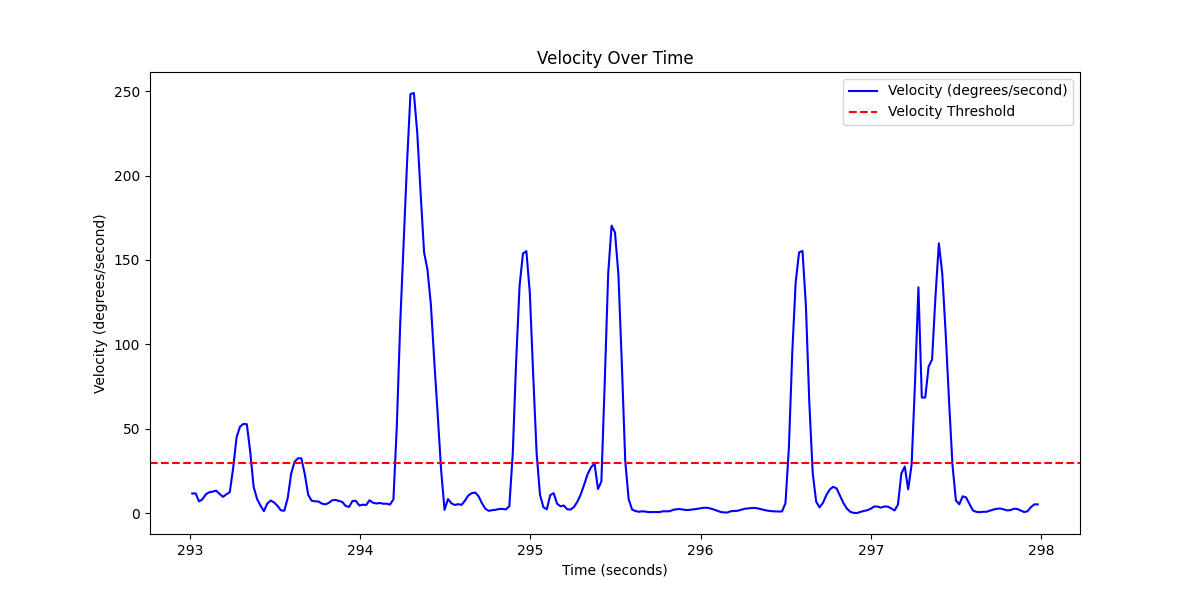 Velocity Over Time
Velocity (degrees/second)
Velocity Threshold
250
200
150
100
50
0
Velocity (degrees/second)
293
294
295
296
297
298
Time (seconds)